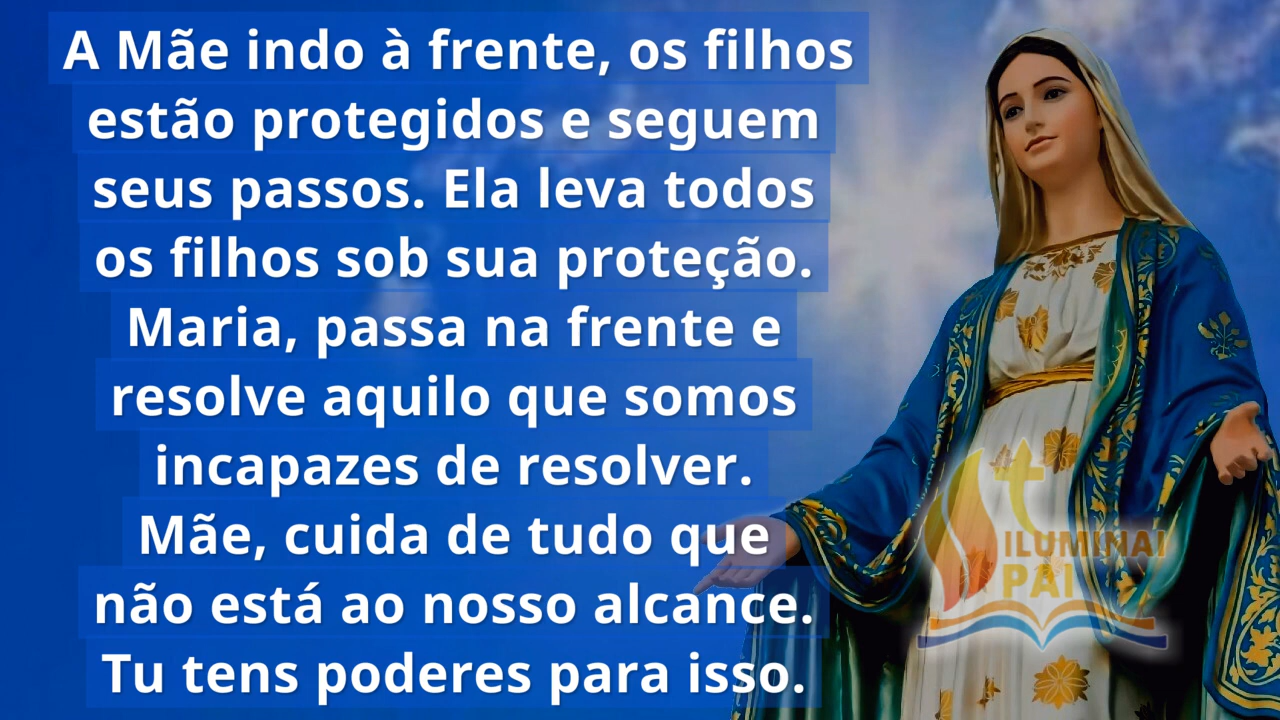 A Mãe indo à frente, os filhos
estão protegidos e seguem
seus passos. Ela leva todos
os filhos sob sua proteção.
Maria, passa na frente e
resolve aquilo que somos
incapazes de resolver.
Mãe, cuida de tudo que
não está ao nosso alcance.
Tu tens poderes para isso.
ILUMINAI
PAI